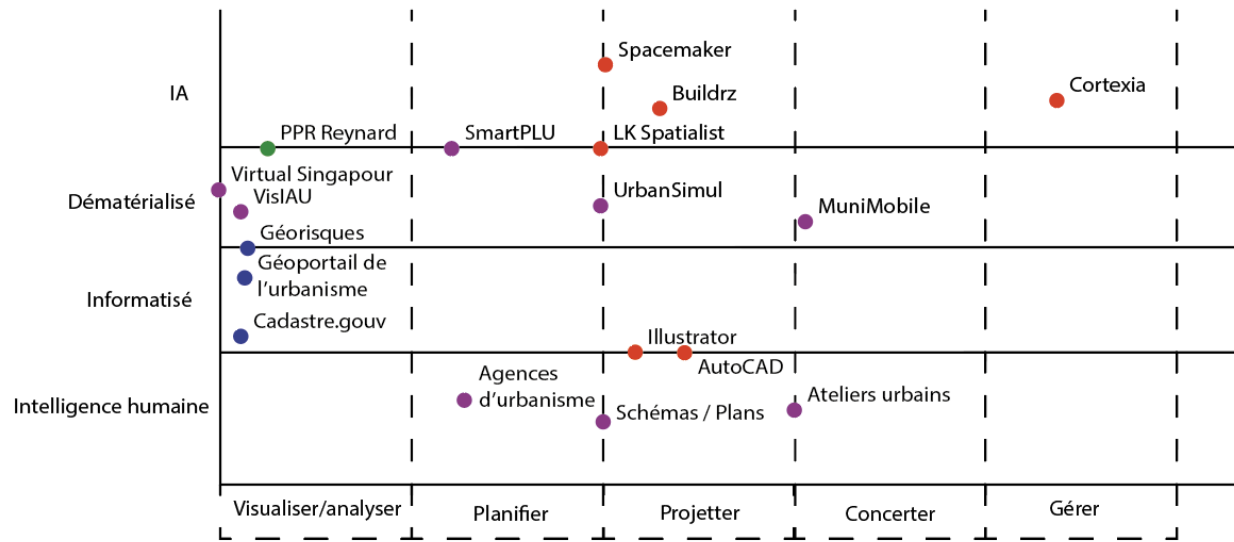 Spacemaker
Cortexia
IA
Buildrz
PPR Reynard
SmartPLU
LK Spatialist
Virtual Singapour
VisIAU
UrbanSimul
Dématérialisé
MuniMobile
Géorisques
Géoportail de
l'urbanisme
Informatisé
Cadastre.gouv
Illustrator
AutoCAD
Agences
d'urbanisme
Intelligence humaine
Schémas / Plans
Ateliers urbains
Visualiser/analyser
Planifier
Projetter
Concerter
Gérer